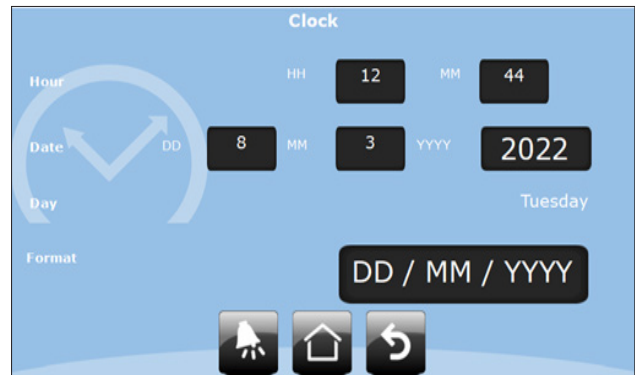 Clock
Hour HH 12 MM 44
Date DD 8 MM 3 YYYY 2022
Day Tuesday
Format DD / MM / YYYY